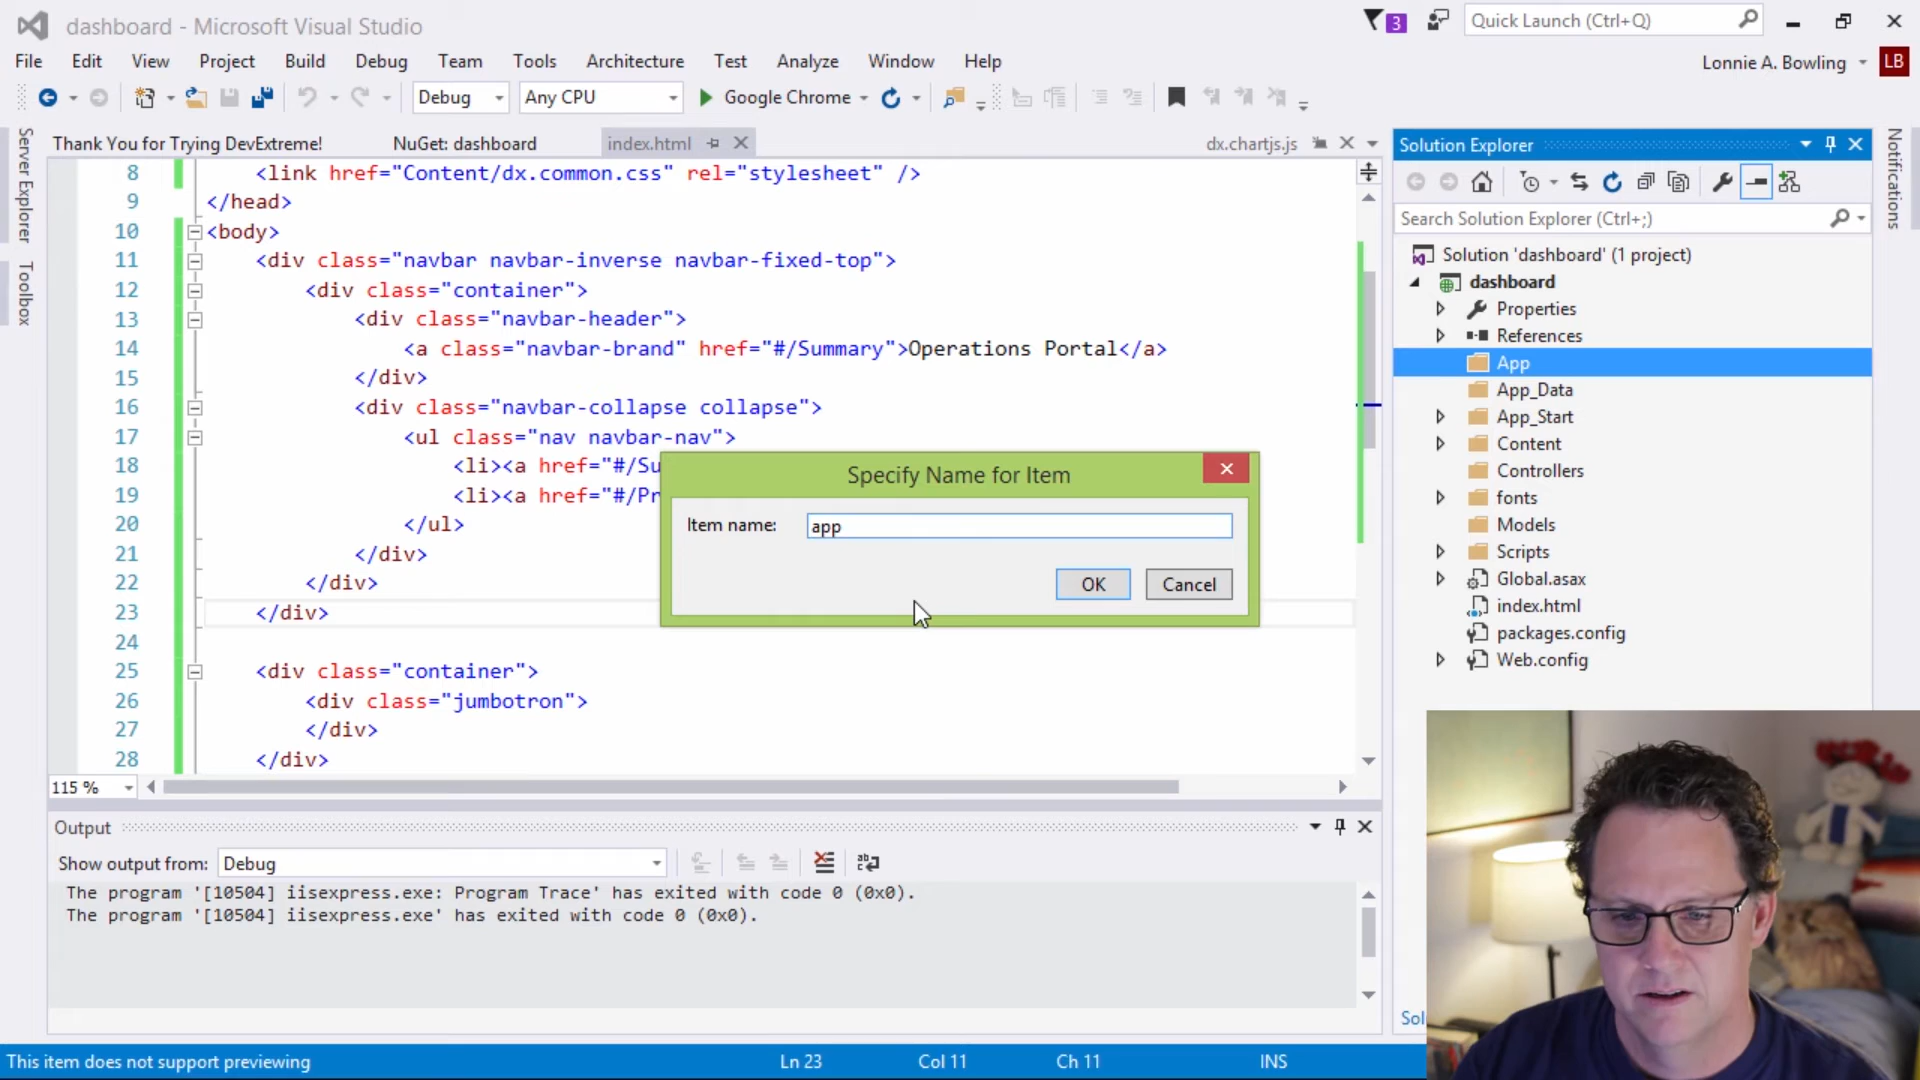 dashboard - Microsoft Visual Studio
3
Quick Launch (Ctrl+Q)
File Edit View Project Build Debug Team Tools Architecture Test Analyze Window Help
Lonnie A. Bowling
LB
Debug
Any CPU
Google Chrome
Server Explorer
Toolbox
Thank You for Trying DevExtreme!
NuGet: dashboard
index.html
dx.chartjs.js
8 <link href="Content/dx.common.css" rel="stylesheet" />
9 </head>
10 <body>
11 <div class="navbar navbar-inverse navbar-fixed-top">
12 <div class="container">
13 <div class="navbar-header">
14 <a class="navbar-brand" href="#/Summary">Operations Portal</a>
15 </div>
16 <div class="navbar-collapse collapse">
17 <ul class="nav navbar-nav">
18 <li><a href="#/Su
19 <li><a href="#/Pr
20 </ul>
21 </div>
22 </div>
23 </div>
24
25 <div class="container">
26 <div class="jumbotron">
27 </div>
28 </div>
115 %
Specify Name for Item
Item name: app
OK
Cancel
Output
Show output from: Debug
The program '[10504] iisexpress.exe: Program Trace' has exited with code 0 (0x0).
The program '[10504] iisexpress.exe' has exited with code 0 (0x0).
Solution Explorer
Search Solution Explorer (Ctrl+;)
Solution 'dashboard' (1 project)
dashboard
Properties
References
App
App_Data
App_Start
Content
Controllers
fonts
Models
Scripts
Global.asax
index.html
packages.config
Web.config
Sol
Notifications
This item does not support previewing
Ln 23
Col 11
Ch 11
INS